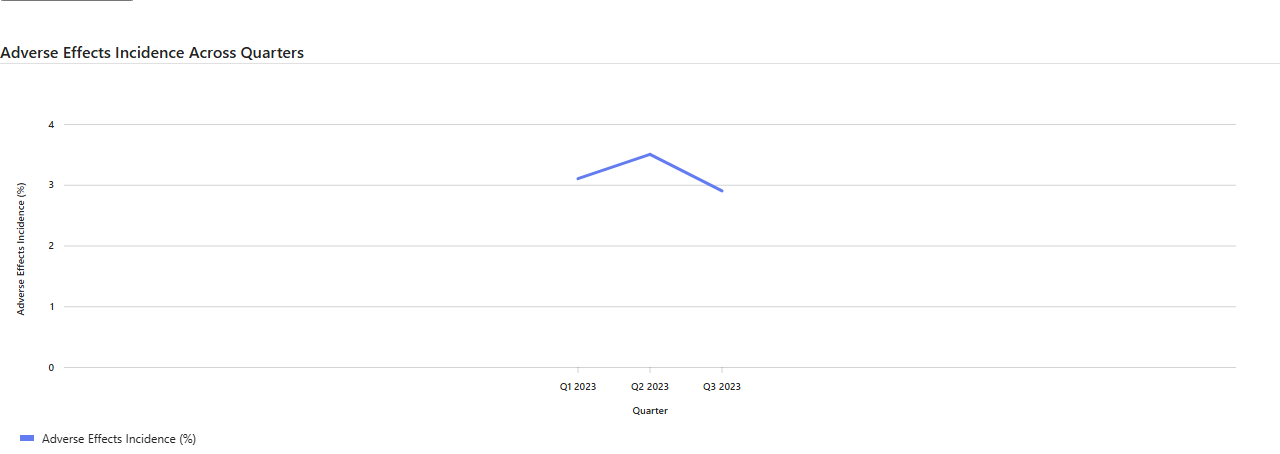 Adverse Effects Incidence Across Quarters
4
3
2
1
0
Adverse Effects Incidence (%)
Q1 2023 Q2 2023 Q3 2023
Quarter
Adverse Effects Incidence (%)